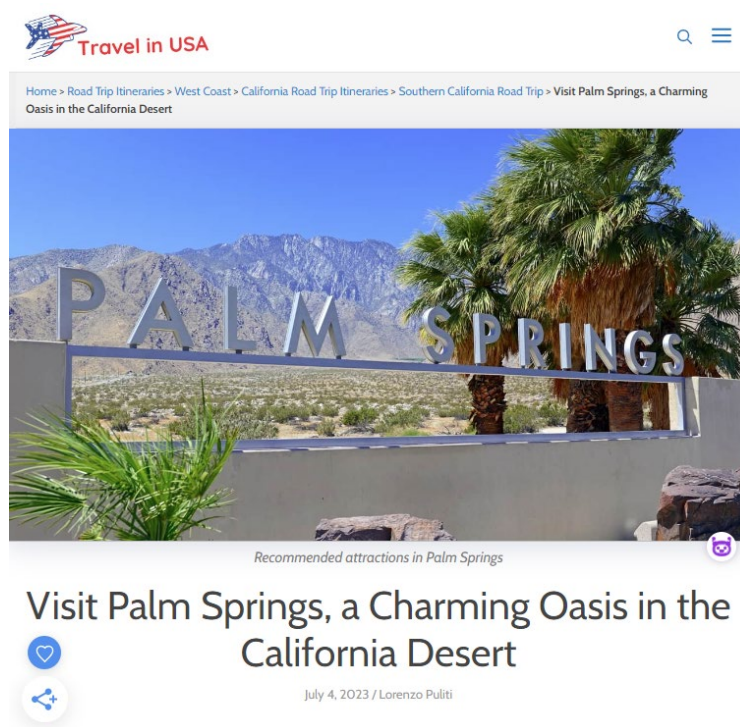 Travel in USA
Home > Road Trip Itineraries > West Coast > California Road Trip Itineraries > Southern California Road Trip > Visit Palm Springs, a Charming
Oasis in the California Desert
PALM SPRINGS
Recommended attractions in Palm Springs
Visit Palm Springs, a Charming Oasis in the
California Desert
July 4, 2023 / Lorenzo Puliti